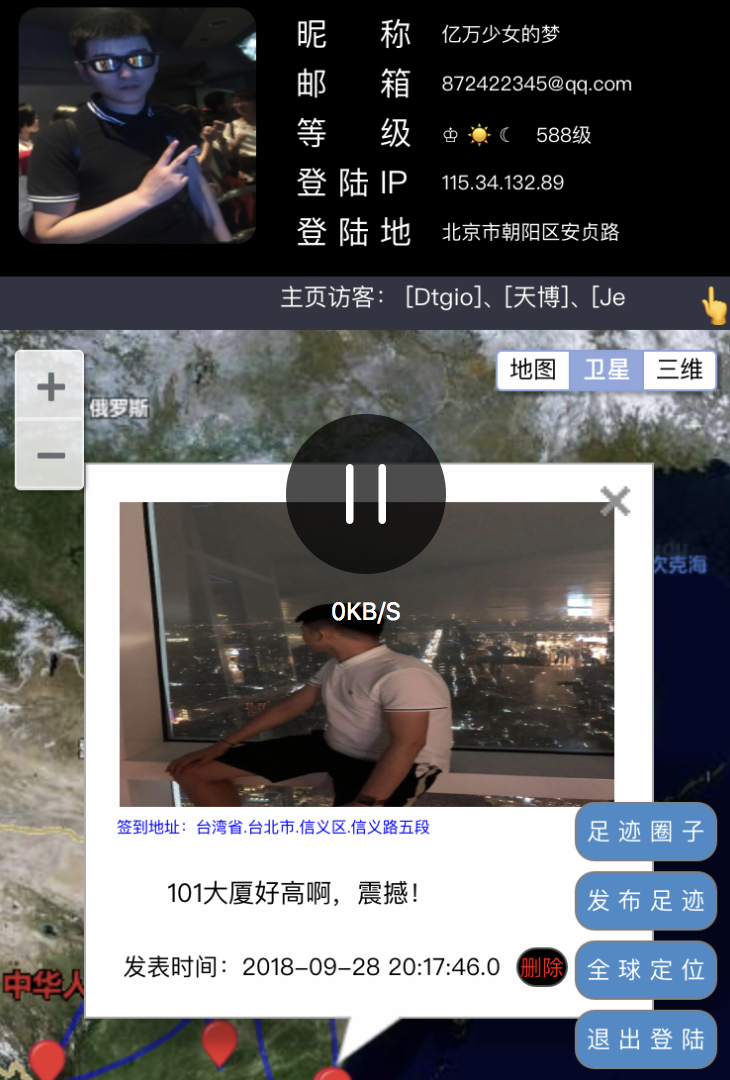 昵 称 亿万少女的梦
邮 箱 872422345@qq.com
等 级 ♔ ☀ ☾ 588级
登 陆 IP 115.34.132.89
登 陆 地 北京市朝阳区安贞路
主页访客： [Dtgio]、[天博]、[Je
地图 卫星 三维
俄罗斯
次克海
0KB/S
签到地址：台湾省.台北市.信义区.信义路五段
足迹圈子
101大厦好高啊，震撼！
发布足迹
发表时间：2018-09-28 20:17:46.0 删除
全球定位
中华人
退出登陆